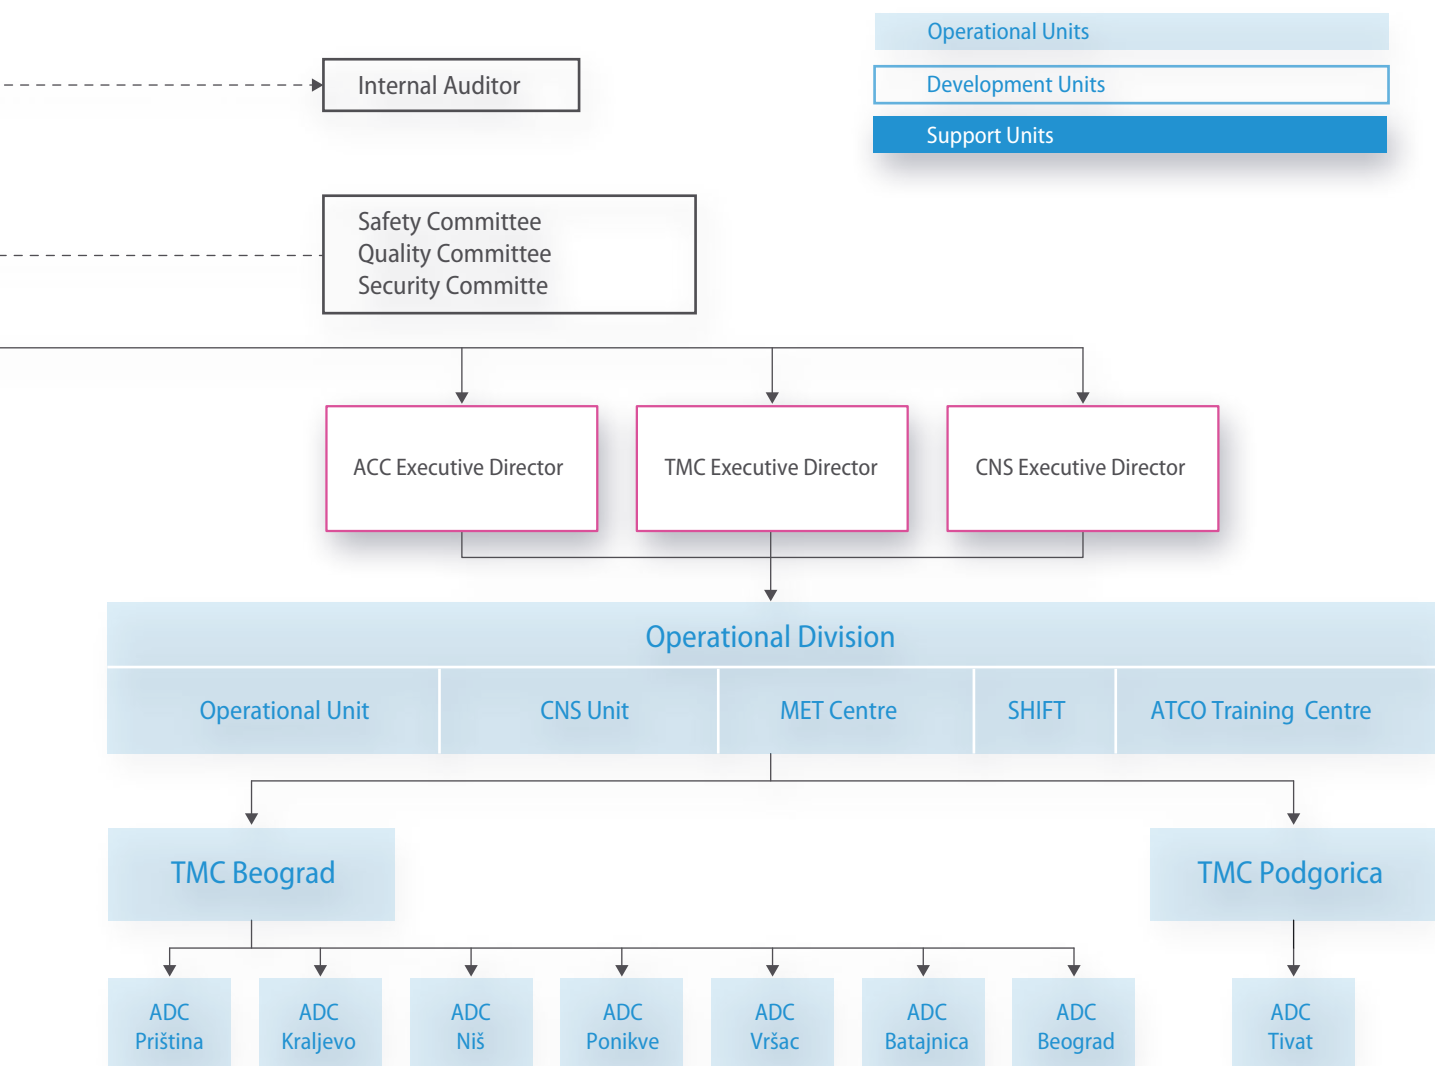 Operational Units
Internal Auditor
Development Units
Support Units
Safety Committee
Quality Committee
Security Committe
ACC Executive Director
TMC Executive Director
CNS Executive Director
Operational Division
Operational Unit
CNS Unit
MET Centre
SHIFT
ATCO Training Centre
TMC Beograd
TMC Podgorica
ADC
Priština
ADC
Kraljevo
ADC
Niš
ADC
Ponikve
ADC
Vršac
ADC
Batajnica
ADC
Beograd
ADC
Tivat